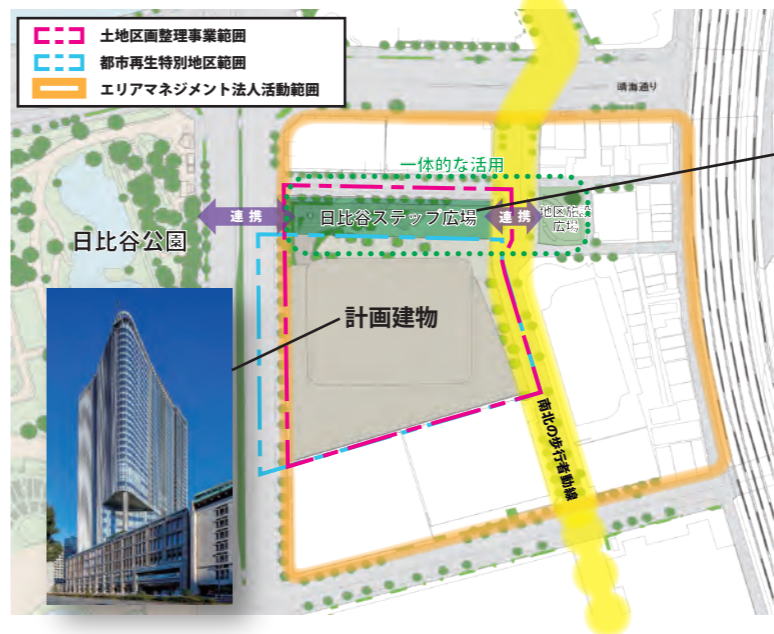 土地区画整理事業範囲
都市再生特別地区範囲
エリアマネジメント法人活動範囲
晴海通り
一体的な活用
連携
日比谷ステップ広場
連携
地区施設
広場
日比谷公園
計画建物
南北の歩行者動線